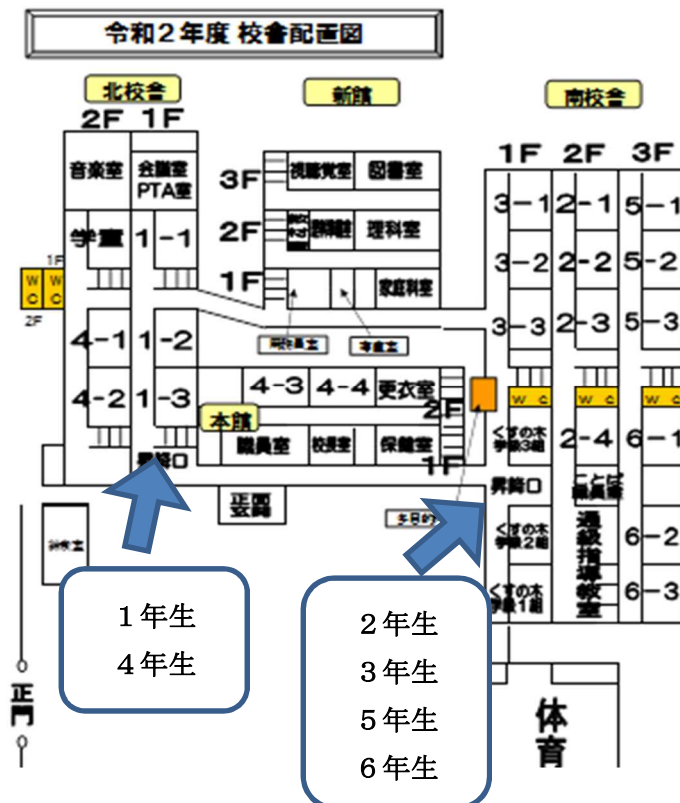 令和2年度 校舎配画図
北校舎
新館
南校舎
2F 1F
音楽室
会議室
PTA室
学童
1-1
1F
WC
WC
2F
4-1
1-2
4-2
1-3
昇降口
3F
視聴覚室
図書室
2F
理科室
1F
家庭科室
4-3
4-4
更衣室
2F
本館
職員室
校長室
保健室
1F
玄関
多目的
1F 2F 3F
3-1
2-1
5-1
3-2
2-2
5-2
3-3
2-3
5-3
WC
WC
WC
くすの木
学級3組
2-4
6-1
昇降口
ことば
くすの木
学級2組
通級指導教室
6-2
くすの木
学級1組
6-3
正門
体育
1年生
4年生
2年生
3年生
5年生
6年生